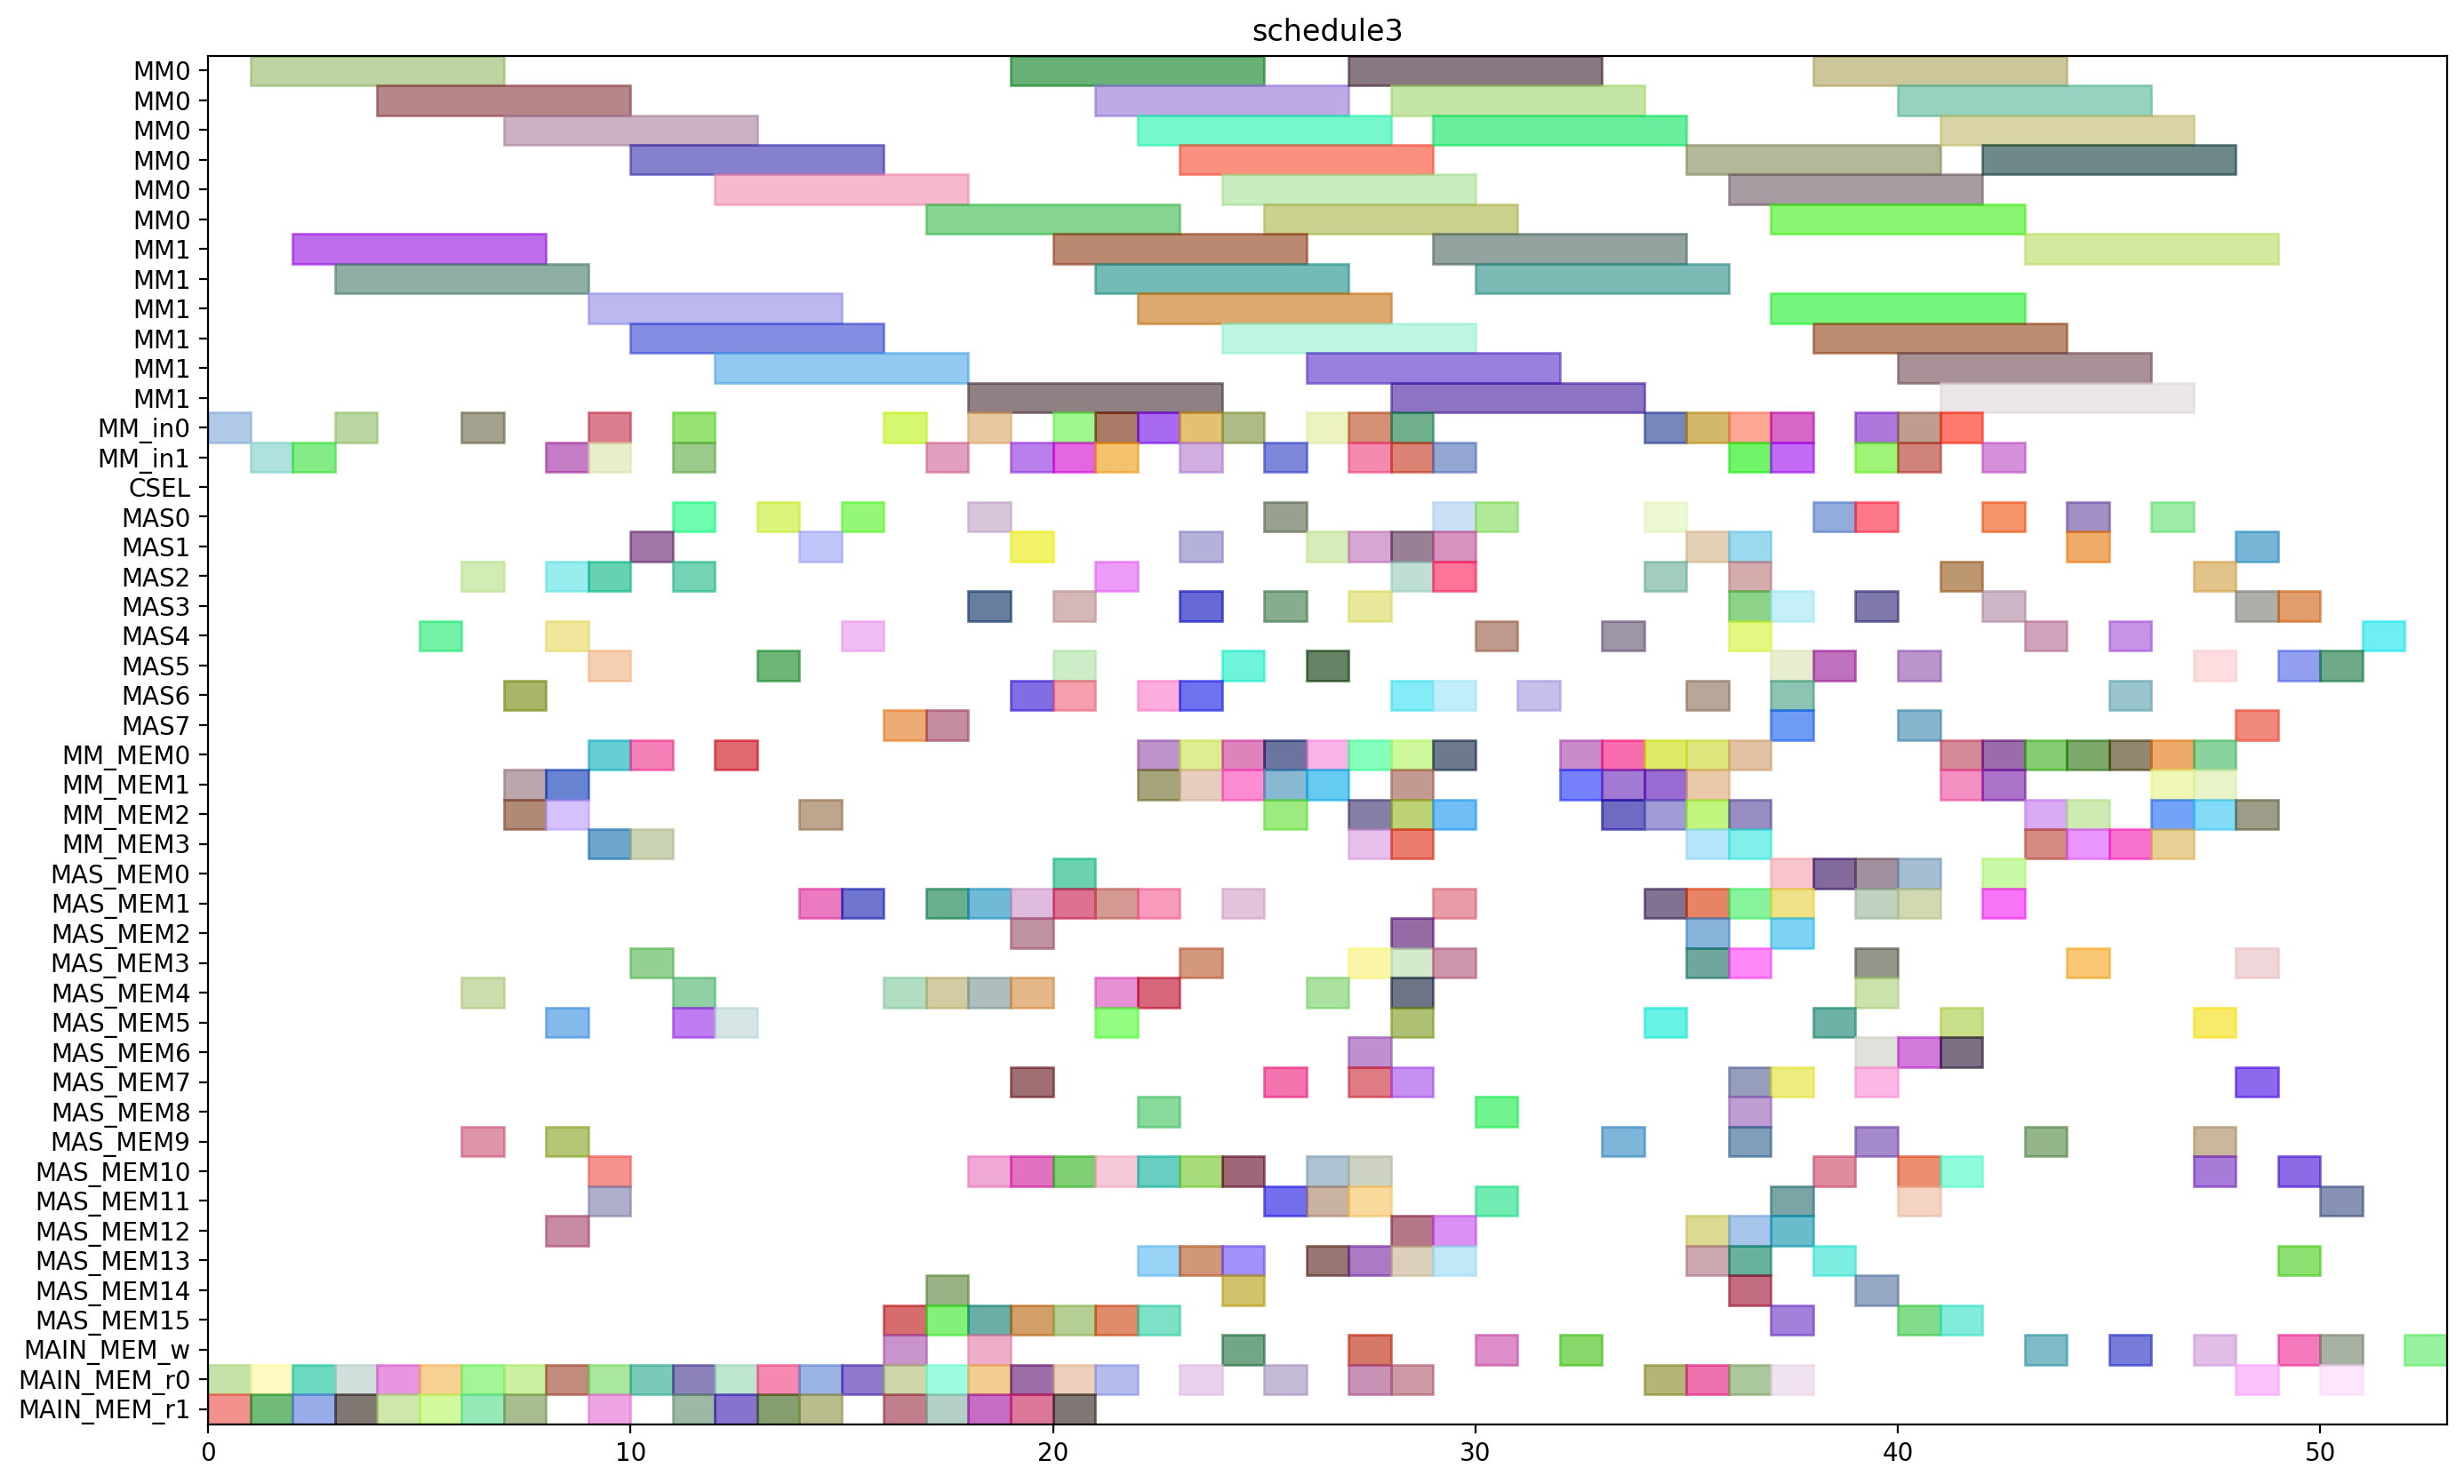 schedule3
MM0
MM0
MM0
MM0
MM0
MM0
MM1
MM1
MM1
MM1
MM1
MM1
MM_in0
MM_in1
CSEL
MAS0
MAS1
MAS2
MAS3
MAS4
MAS5
MAS6
MAS7
MM_MEM0
MM_MEM1
MM_MEM2
MM_MEM3
MAS_MEM0
MAS_MEM1
MAS_MEM2
MAS_MEM3
MAS_MEM4
MAS_MEM5
MAS_MEM6
MAS_MEM7
MAS_MEM8
MAS_MEM9
MAS_MEM10
MAS_MEM11
MAS_MEM12
MAS_MEM13
MAS_MEM14
MAS_MEM15
MAIN_MEM_w
MAIN_MEM_r0
MAIN_MEM_r1
0 10 20 30 40 50